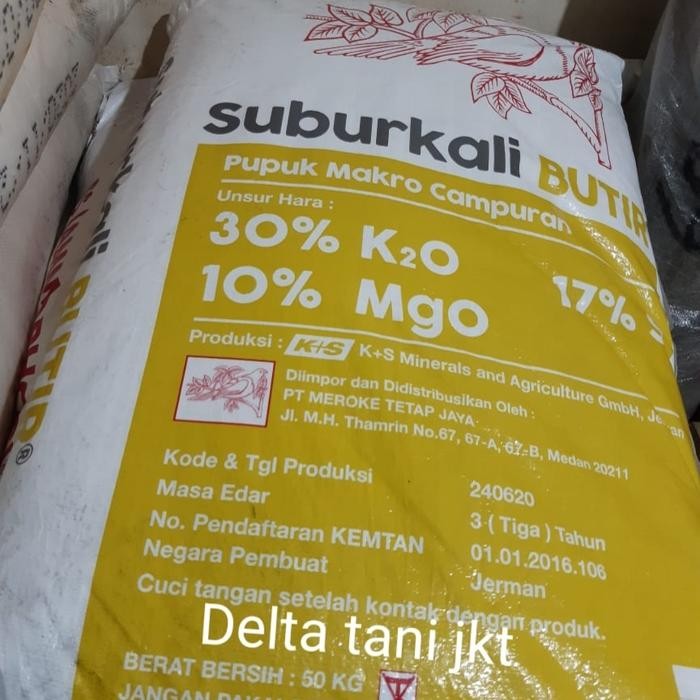 suburkali BUTIR
Pupuk Makro Campuran
Unsur Hara :
30% K₂O
10% MgO 17%
Produksi : K+S K+S Minerals and Agriculture GmbH,
Diimpor dan Didistribusikan Oleh :
PT MEROKE TETAP JAYA
Jl. M.H. Thamrin No.67, 67-A, 67-B, Medan 20211
Kode & Tgl Produksi 240620
Masa Edar 3 ( Tiga ) Tahun
No. Pendaftaran KEMTAN 01.01.2016.106
Negara Pembuat Jerman
Cuci tangan setelah kontak dengan produk.
Delta tani jkt
BERAT BERSIH : 50 KG
JANGAN